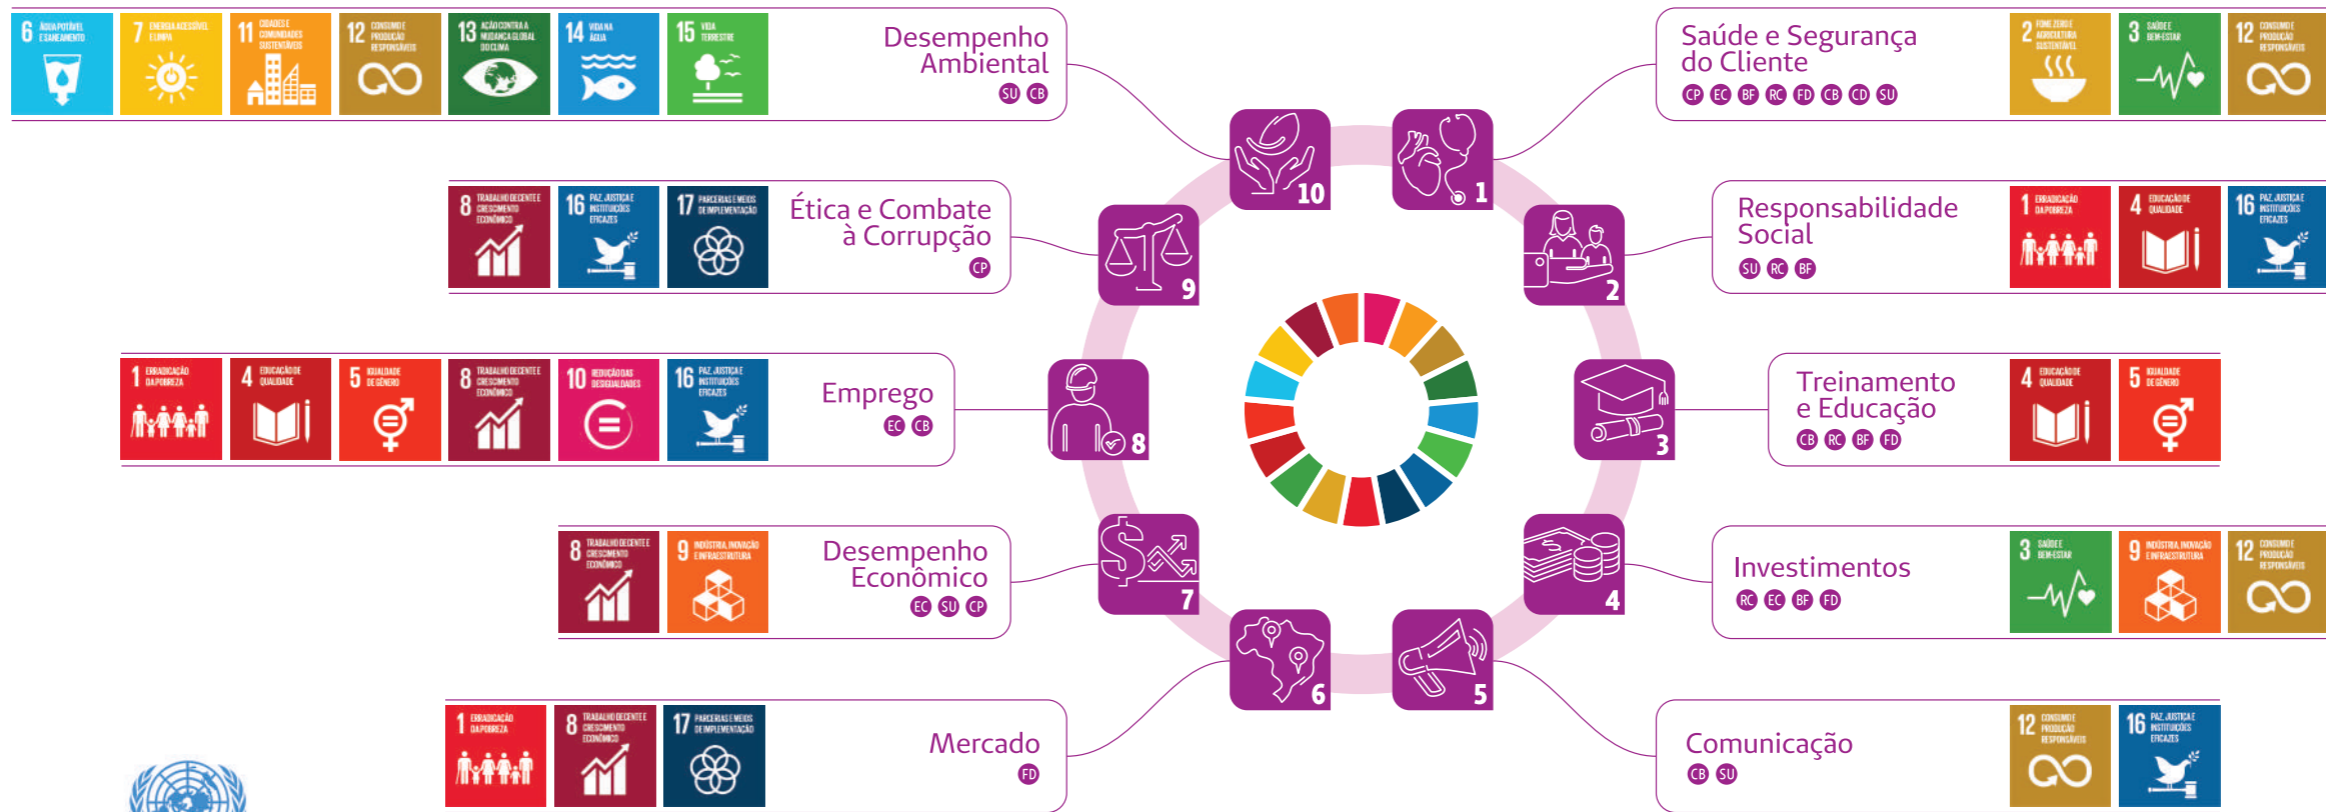 6 ÁGUA POTÁVEL
E SANEAMENTO
7 ENERGIA ACESSÍVEL
E LIMPA
11 CIDADES E
COMUNIDADES
SUSTENTÁVEIS
12 CONSUMO E
PRODUÇÃO
RESPONSÁVEIS
13 AÇÃO CONTRA A
MUDANÇA GLOBAL
DO CLIMA
14 VIDA NA
ÁGUA
15 VIDA
TERRESTRE
Desempenho
Ambiental
SU CB
10
8 TRABALHO DECENTE E
CRESCIMENTO
ECONÔMICO
16 PAZ, JUSTIÇA E
INSTITUIÇÕES
EFICAZES
17 PARCERIAS E MEIOS
DE IMPLEMENTAÇÃO
Ética e Combate
à Corrupção
CP
9
1 ERRADICAÇÃO
DA POBREZA
4 EDUCAÇÃO DE
QUALIDADE
5 IGUALDADE
DE GÊNERO
8 TRABALHO DECENTE E
CRESCIMENTO
ECONÔMICO
10 REDUÇÃO DAS
DESIGUALDADES
16 PAZ, JUSTIÇA E
INSTITUIÇÕES
EFICAZES
Emprego
EC CB
8
8 TRABALHO DECENTE E
CRESCIMENTO
ECONÔMICO
9 INDÚSTRIA, INOVAÇÃO
E INFRAESTRUTURA
Desempenho
Econômico
EC SU CP
7
1 ERRADICAÇÃO
DA POBREZA
8 TRABALHO DECENTE E
CRESCIMENTO
ECONÔMICO
17 PARCERIAS E MEIOS
DE IMPLEMENTAÇÃO
Mercado
FD
6
1
Saúde e Segurança
do Cliente
CP EC BF RC FD CB CD SU
2 FOME ZERO E
AGRICULTURA
SUSTENTÁVEL
3 SAÚDE E
BEM-ESTAR
12 CONSUMO E
PRODUÇÃO
RESPONSÁVEIS
2
Responsabilidade
Social
SU RC BF
1 ERRADICAÇÃO
DA POBREZA
4 EDUCAÇÃO DE
QUALIDADE
16 PAZ, JUSTIÇA E
INSTITUIÇÕES
EFICAZES
3
Treinamento
e Educação
CB RC BF FD
4 EDUCAÇÃO DE
QUALIDADE
5 IGUALDADE
DE GÊNERO
4
Investimentos
RC EC BF FD
3 SAÚDE E
BEM-ESTAR
9 INDÚSTRIA, INOVAÇÃO
E INFRAESTRUTURA
12 CONSUMO E
PRODUÇÃO
RESPONSÁVEIS
5
Comunicação
CB SU
12 CONSUMO E
PRODUÇÃO
RESPONSÁVEIS
16 PAZ, JUSTIÇA E
INSTITUIÇÕES
EFICAZES